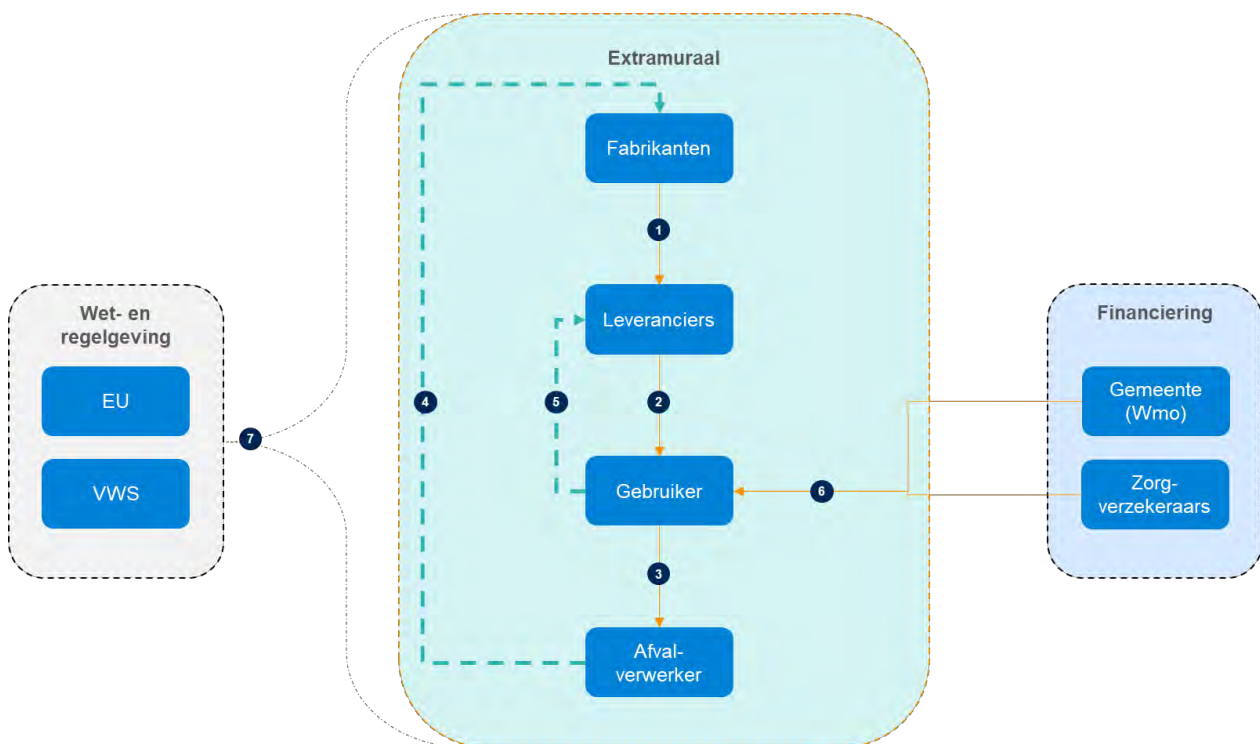 Extramuraal
Fabrikanten
1
Wet- en
regelgeving
EU
VWS
7
Leveranciers
4
5
2
Gebruiker
3
Afval-
verwerker
6
Financiering
Gemeente
(Wmo)
Zorg-
verzekeraars